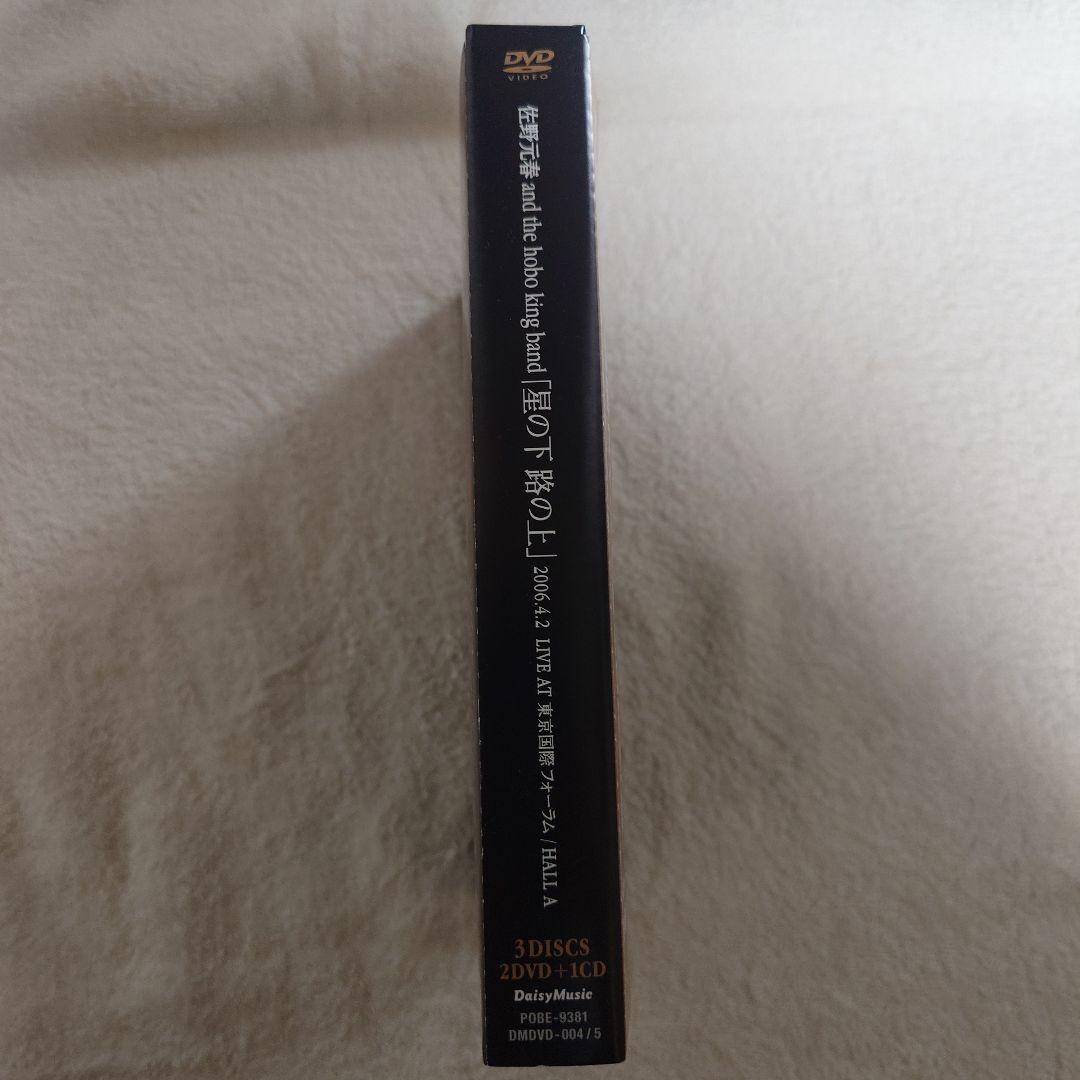 DVD
VIDEO
佐野元春 and the hobo king band「星の下 路の上」2006.4.2 LIVE AT 東京国際フォーラム / HALL A
3DISCS
2DVD+1CD
DaisyMusic
POBE-9381
DMDVD-004/5